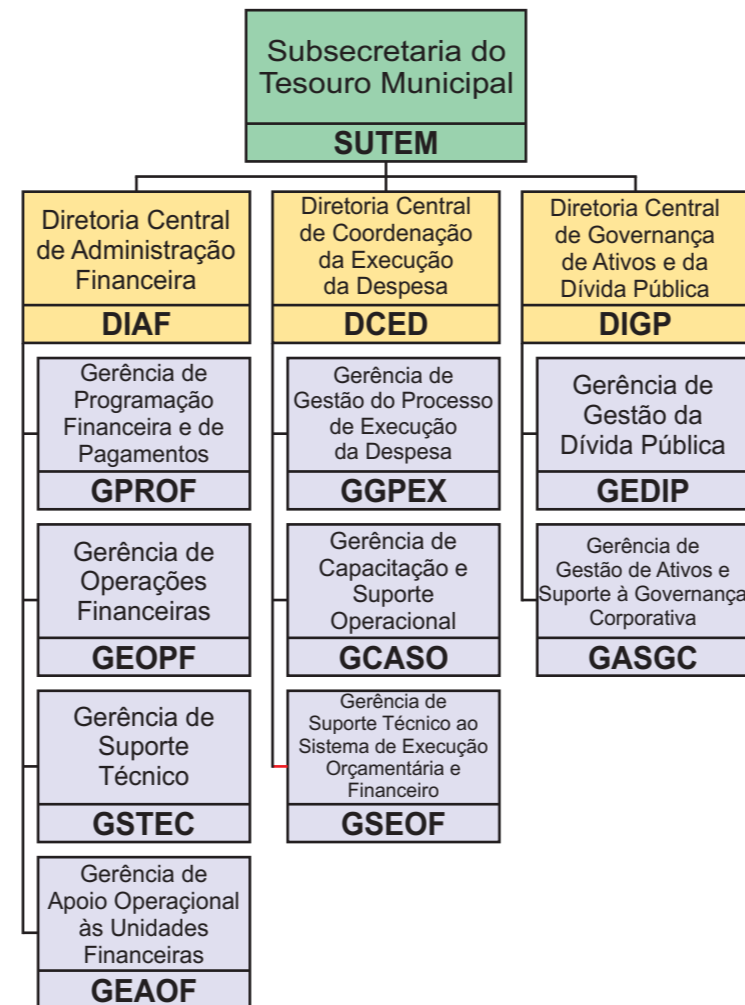 Subsecretaria do
Tesouro Municipal
SUTEM
Diretoria Central
de Administração
Financeira
DIAF
Gerência de
Programação
Financeira e de
Pagamentos
GPROF
Gerência de
Operações
Financeiras
GEOPF
Gerência de
Suporte
Técnico
GSTEC
Gerência de
Apoio Operaçional
às Unidades
Financeiras
GEAOF
Diretoria Central
de Coordenação
da Execução
da Despesa
DCED
Gerência de
Gestão do Processo
de Execução
da Despesa
GGPEX
Gerência de
Capacitação e
Suporte
Operacional
GCASO
Gerência de
Suporte Técnico ao
Sistema de Execução
Orçamentária e
Financeiro
GSEOF
Diretoria Central
de Governança
de Ativos e da
Dívida Pública
DIGP
Gerência de
Gestão da
Dívida Pública
GEDIP
Gerência de
Gestão de Ativos e
Suporte à Governança
Corporativa
GASGC